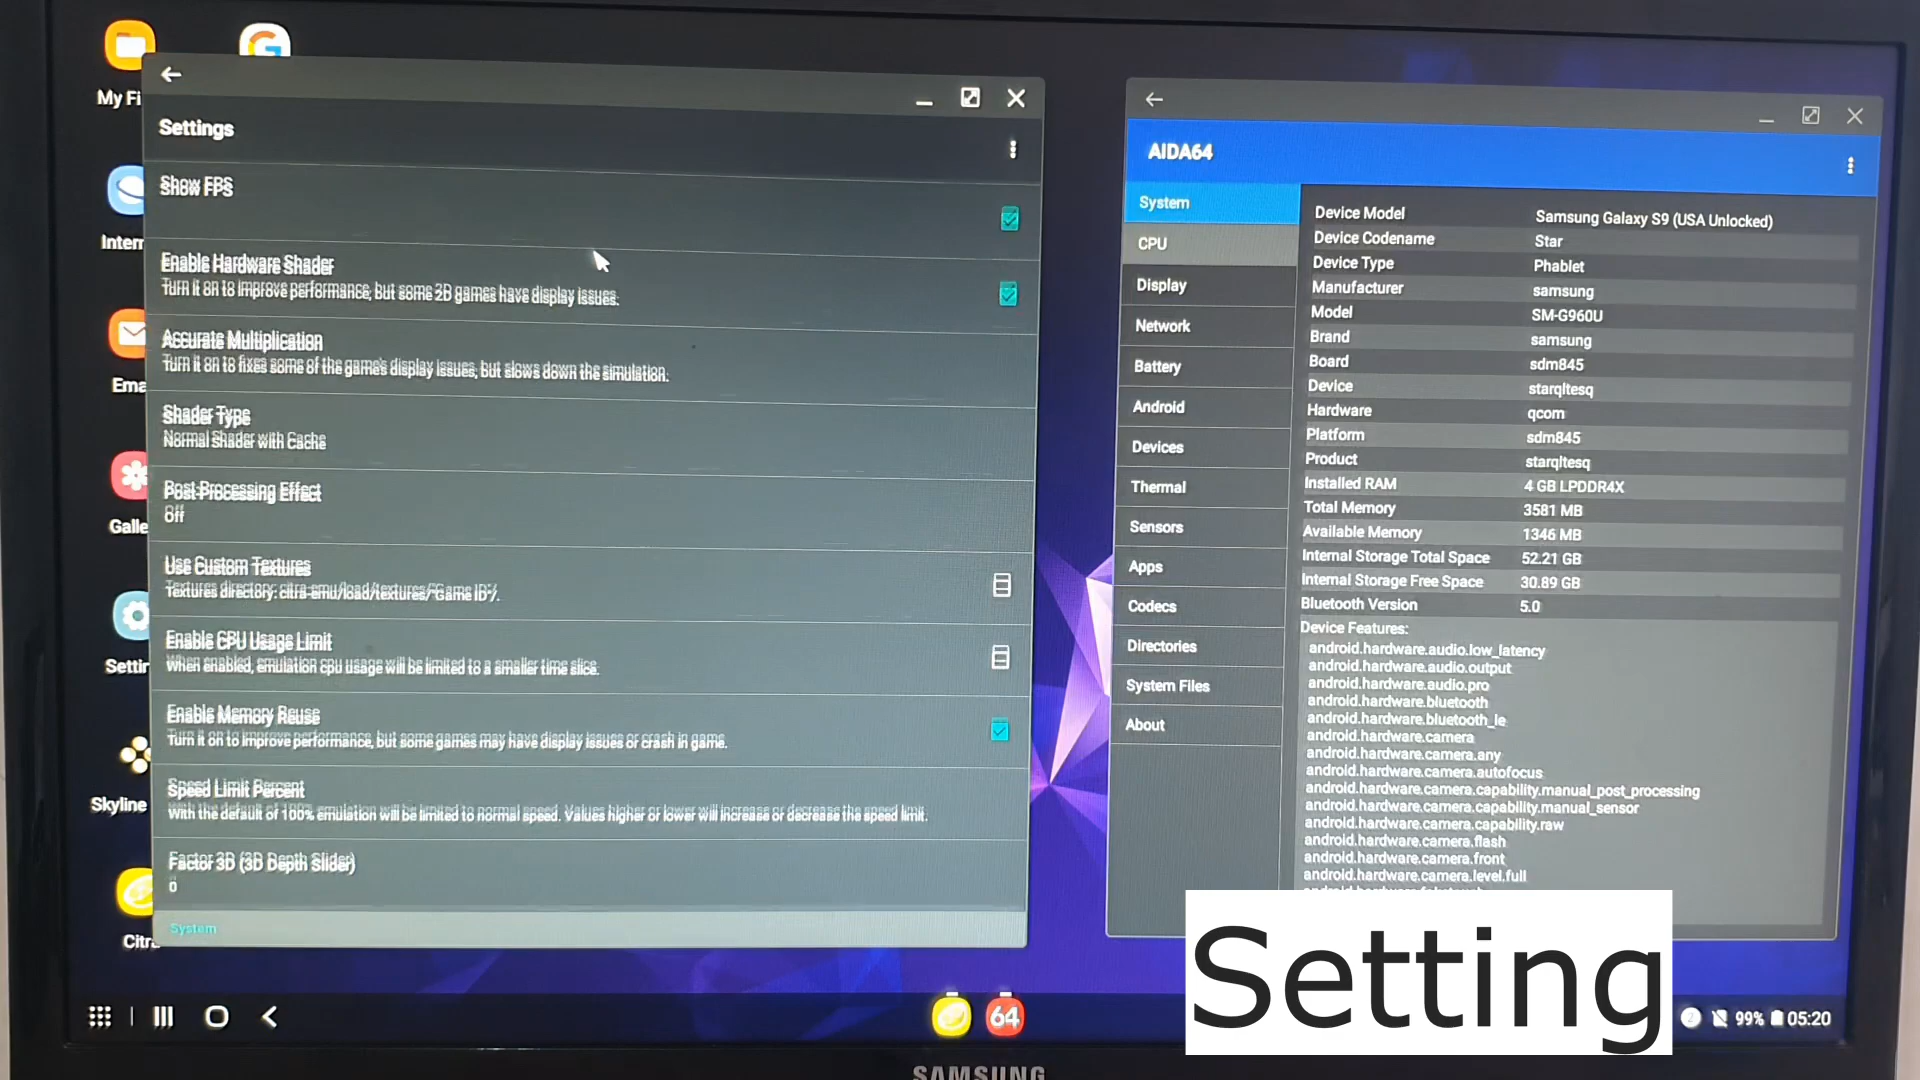 My Fi
Settings
Show FPS
Enable Hardware Shader
Turn it on to improve performance, but some 2D games have display issues.
Accurate Multiplication
Turn it on to fixes some of the game's display issues, but slows down the simulation.
Shader Type
Normal Shader with Cache
Post-Processing Effect
Off
Use Custom Textures
Textures directory: citra-emu/load/textures/"Game ID"/.
Enable CPU Usage Limit
When enabled, emulation cpu usage will be limited to a smaller time slice.
Enable Memory Reuse
Turn it on to improve performance, but some games may have display issues or crash in game.
Speed Limit Percent
With the default of 100% emulation will be limited to normal speed. Values higher or lower will increase or decrease the speed limit.
Factor 3D (3D Depth Slider)
0
System
Intern
Ema
Galle
Settin
Skyline
Citra
AIDA64
System
CPU
Display
Network
Battery
Android
Devices
Thermal
Sensors
Apps
Codecs
Directories
System Files
About
Device Model Samsung Galaxy S9 (USA Unlocked)
Device Codename Star
Device Type Phablet
Manufacturer samsung
Model SM-G960U
Brand samsung
Board sdm845
Device starqltesq
Hardware qcom
Platform sdm845
Product starqltesq
Installed RAM 4 GB LPDDR4X
Total Memory 3581 MB
Available Memory 1346 MB
Internal Storage Total Space 52.21 GB
Internal Storage Free Space 30.89 GB
Bluetooth Version 5.0
Device Features:
android.hardware.audio.low_latency
android.hardware.audio.output
android.hardware.audio.pro
android.hardware.bluetooth
android.hardware.bluetooth_le
android.hardware.camera
android.hardware.camera.any
android.hardware.camera.autofocus
android.hardware.camera.capability.manual_post_processing
android.hardware.camera.capability.manual_sensor
android.hardware.camera.capability.raw
android.hardware.camera.flash
android.hardware.camera.front
android.hardware.camera.level.full
Setting
64
2
99% 05:20
SAMSUNG